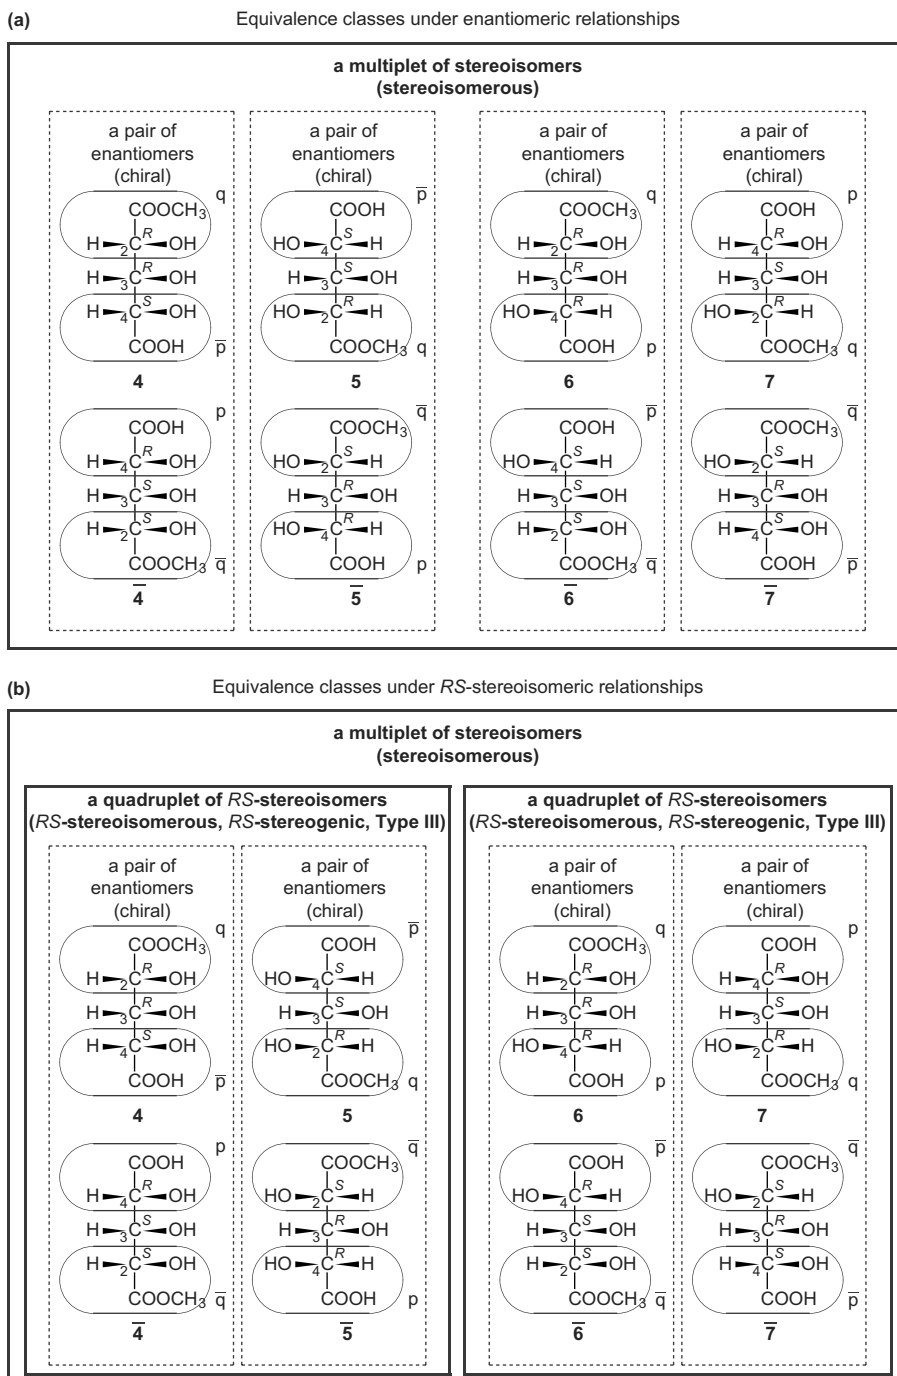 (a) Equivalence classes under enantiomeric relationships
a multiplet of stereoisomers
(stereoisomerous)
a pair of enantiomers (chiral)
q
COOCH₃
H 2 C R OH
H 3 C R OH
H 4 C S OH
COOH p̅
4
a pair of enantiomers (chiral)
p̅
COOH
HO 4 C S H
H 3 C S OH
HO 2 C R H
COOCH₃ q
5
a pair of enantiomers (chiral)
q
COOCH₃
H 2 C R OH
H 3 C R OH
HO 4 C R H
COOH p
6
a pair of enantiomers (chiral)
p
COOH
H 4 C R OH
H 3 C S OH
HO 2 C R H
COOCH₃ q
7
p
COOH
H 4 C R OH
H 3 C S OH
H 2 C S OH
COOCH₃ q̅
4̅
q̅
COOCH₃
HO 2 C S H
H 3 C R OH
HO 4 C R H
COOH p
5̅
p̅
COOH
HO 4 C S H
H 3 C S OH
H 2 C S OH
COOCH₃ q̅
6̅
q̅
COOCH₃
HO 2 C S H
H 3 C R OH
H 4 C S OH
COOH p̅
7̅
(b) Equivalence classes under RS-stereoisomeric relationships
a multiplet of stereoisomers
(stereoisomerous)
a quadruplet of RS-stereoisomers
(RS-stereoisomerous, RS-stereogenic, Type III)
a pair of enantiomers (chiral)
q
COOCH₃
H 2 C R OH
H 3 C R OH
H 4 C S OH
COOH p̅
4
a pair of enantiomers (chiral)
p̅
COOH
HO 4 C S H
H 3 C S OH
HO 2 C R H
COOCH₃ q
5
p
COOH
H 4 C R OH
H 3 C S OH
H 2 C S OH
COOCH₃ q̅
4̅
q̅
COOCH₃
HO 2 C S H
H 3 C R OH
HO 4 C R H
COOH p
5̅
a quadruplet of RS-stereoisomers
(RS-stereoisomerous, RS-stereogenic, Type III)
a pair of enantiomers (chiral)
q
COOCH₃
H 2 C R OH
H 3 C R OH
HO 4 C R H
COOH p
6
a pair of enantiomers (chiral)
p
COOH
H 4 C R OH
H 3 C S OH
HO 2 C R H
COOCH₃ q
7
p̅
COOH
HO 4 C R H
H 3 C S OH
H 2 C S OH
COOCH₃ q̅
6̅
q̅
COOCH₃
HO 2 C S H
H 3 C R OH
H 4 C S OH
COOH p̅
7̅